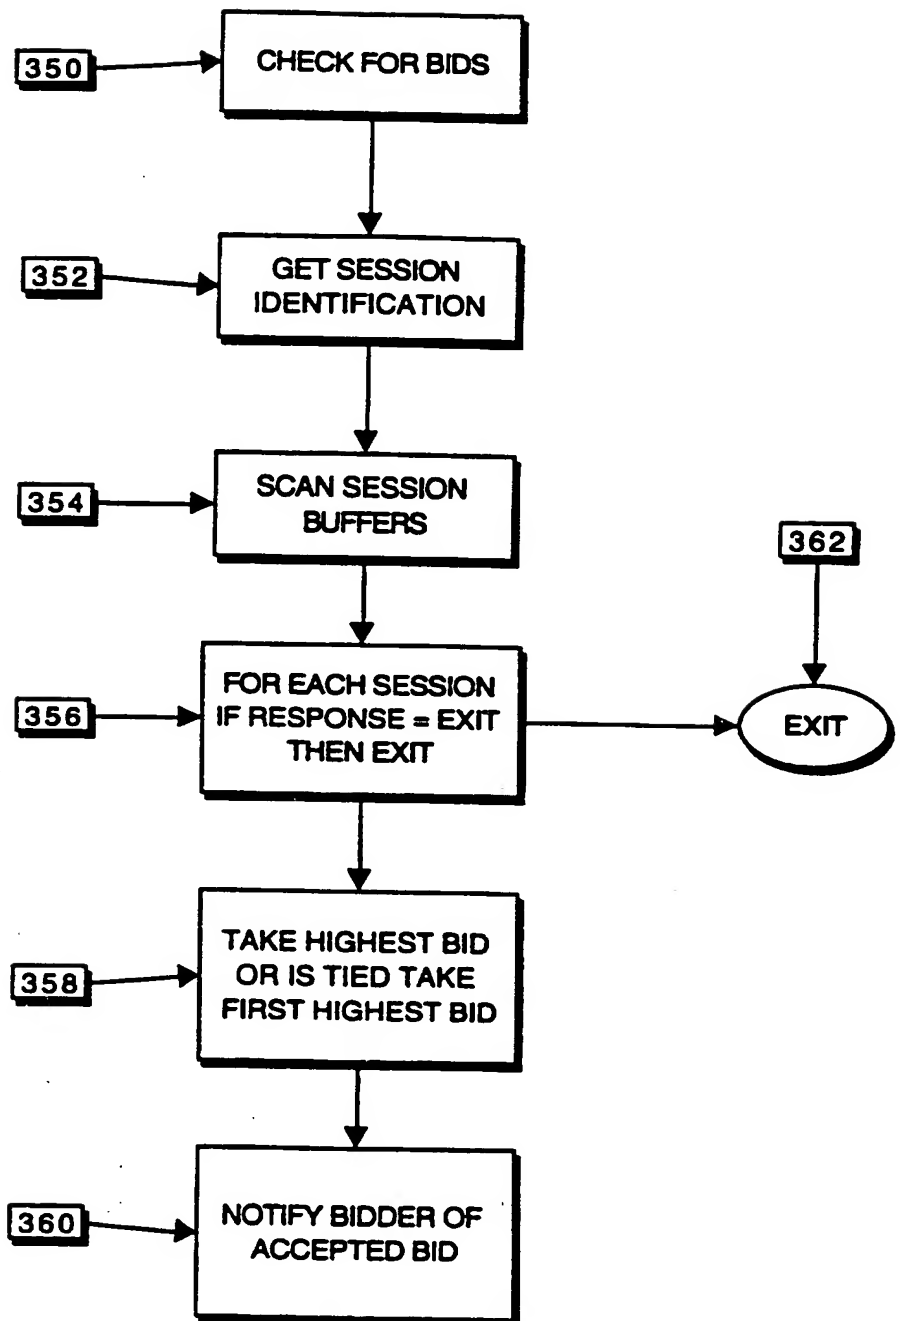 350
CHECK FOR BIDS
352
GET SESSION
IDENTIFICATION
354
SCAN SESSION
BUFFERS
362
356
FOR EACH SESSION
IF RESPONSE = EXIT
THEN EXIT
EXIT
358
TAKE HIGHEST BID
OR IS TIED TAKE
FIRST HIGHEST BID
360
NOTIFY BIDDER OF
ACCEPTED BID